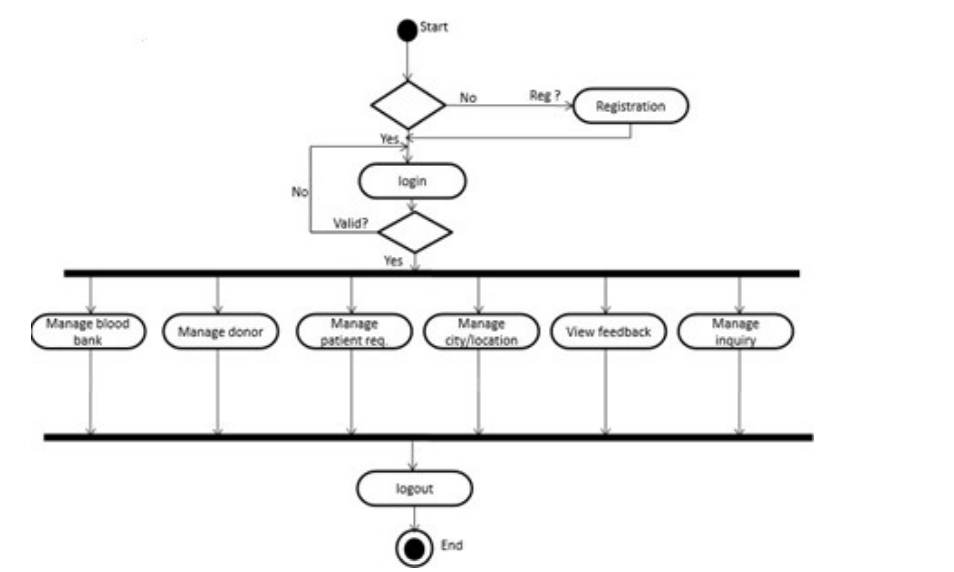 Start
No
Reg ?
Registration
Yes
login
No
Valid?
Yes
Manage blood
bank
Manage donor
Manage
patient req.
Manage
city/location
View feedback
Manage
inquiry
logout
End